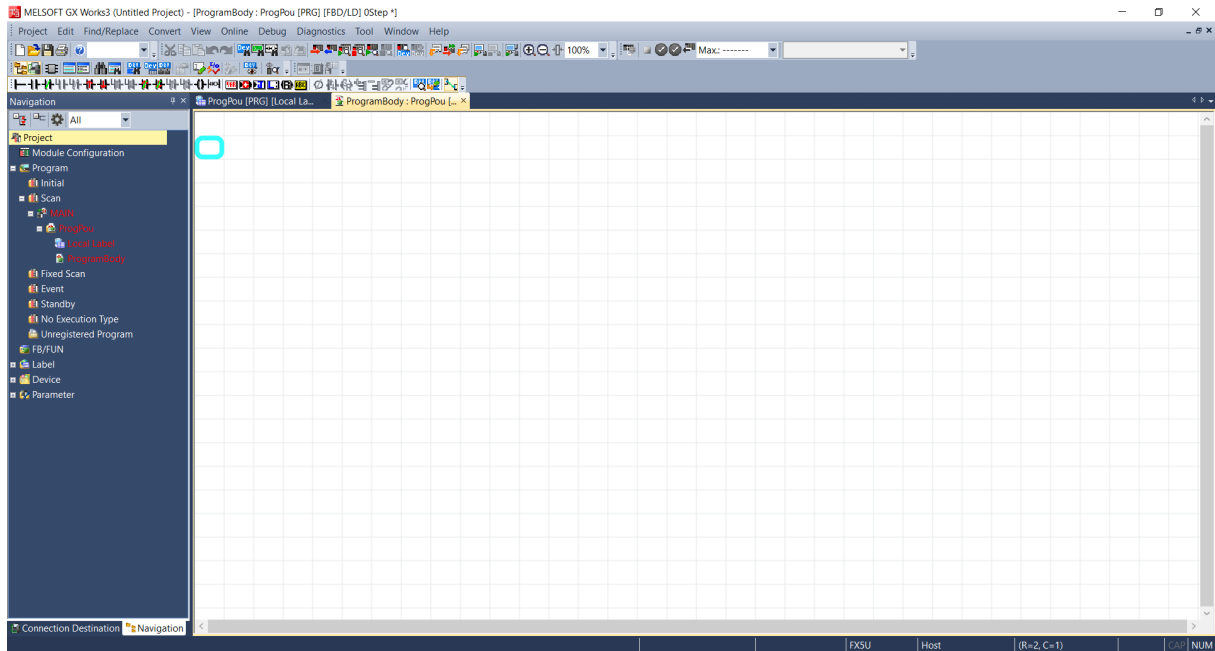 MELSOFT GX Works3 (Untitled Project) - [ProgramBody : ProgPou [PRG] [FBD/LD] 0Step *]
Project Edit Find/Replace Convert View Online Debug Diagnostics Tool Window Help
100% Max.: -------
Navigation
ProgPou [PRG] [Local La...
ProgramBody : ProgPou [...
All
Project
Module Configuration
Program
Initial
Scan
MAIN
ProgPou
Local Label
ProgramBody
Fixed Scan
Event
Standby
No Execution Type
Unregistered Program
FB/FUN
Label
Device
Parameter
Connection Destination Navigation
FX5U Host (R=2, C=1) CAP NUM